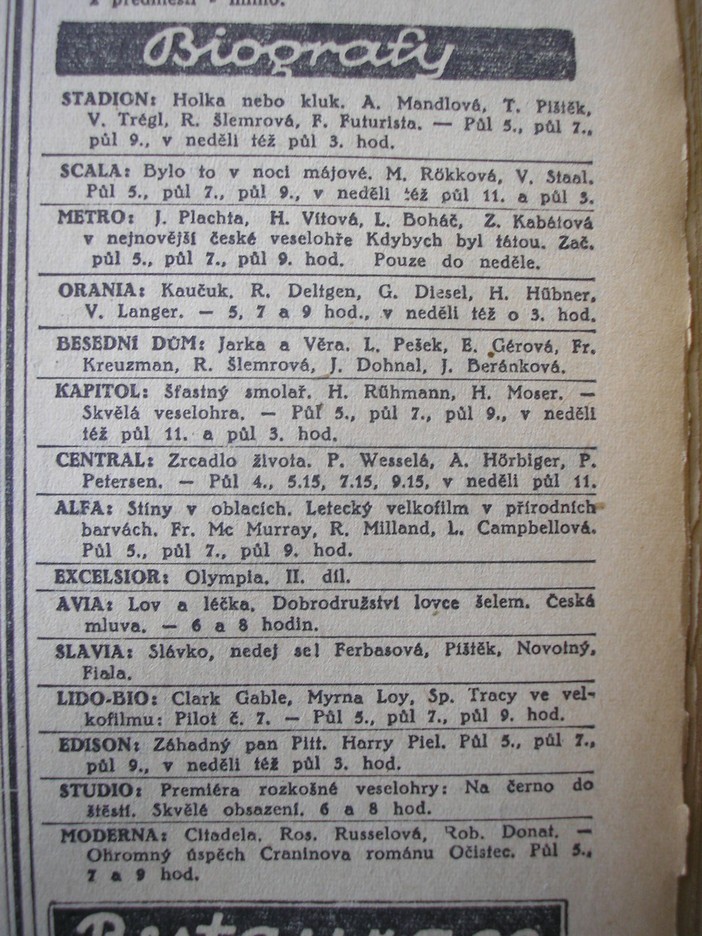 z předměstí - mimo.
Biografy
STADION: Holka nebo kluk. A. Mandlová, T. Pištěk,
V. Trégl, R. Šlemrová, F. Futurista. — Půl 5., půl 7.,
půl 9., v neděli též půl 3. hod.
SCALA: Bylo to v noci májové. M. Rökková, V. Staal.
Půl 5., půl 7., půl 9., v neděli též půl 11. a půl 3.
METRO: J. Plachta, H. Vítová, L. Boháč, Z. Kabátová
v nejnovější české veselohře Kdybych byl tátou. Zač.
půl 5., půl 7., půl 9. hod. Pouze do neděle.
ORANIA: Kaučuk. R. Deltgen, G. Diesel, H. Hübner,
V. Langer. — 5, 7 a 9 hod., v neděli též o 3. hod.
BESEDNÍ DŮM: Jarka a Věra. L. Pešek, E. Gérová, Fr.
Kreuzman, R. Šlemrová, J. Dohnal, J. Beránková.
KAPITOL: Šťastný smolař. H. Rühmann, H. Moser. —
Skvělá veselohra. — Půl 5., půl 7., půl 9., v neděli
též půl 11. a půl 3. hod.
CENTRAL: Zrcadlo života. P. Wesselá, A. Hörbiger, P.
Petersen. — Půl 4., 5.15, 7.15, 9.15, v neděli půl 11.
ALFA: Stíny v oblacích. Letecký velkofilm v přírodních
barvách. Fr. Mc Murray, R. Milland, L. Campbellová.
Půl 5., půl 7., půl 9. hod.
EXCELSIOR: Olympia. II. díl.
AVIA: Lov a léčka. Dobrodružství lovce šelem. Česká
mluva. — 6 a 8 hodin.
SLAVIA: Slávko, nedej se! Ferbasová, Pištěk, Novotný,
Fiala.
LIDO-BIO: Clark Gable, Myrna Loy, Sp. Tracy ve vel-
kofilmu: Pilot č. 7. — Půl 5., půl 7., půl 9. hod.
EDISON: Záhadný pan Pitt. Harry Piel. Půl 5., půl 7.,
půl 9., v neděli též půl 3. hod.
STUDIO: Premiéra rozkošné veselohry: Na černo do
štěstí. Skvělé obsazení. 6 a 8 hod.
MODERNA: Citadela. Ros. Russelová, Rob. Donat. —
Ohromný úspěch Craninova románu Očistec. Půl 5.,
7 a 9 hod.